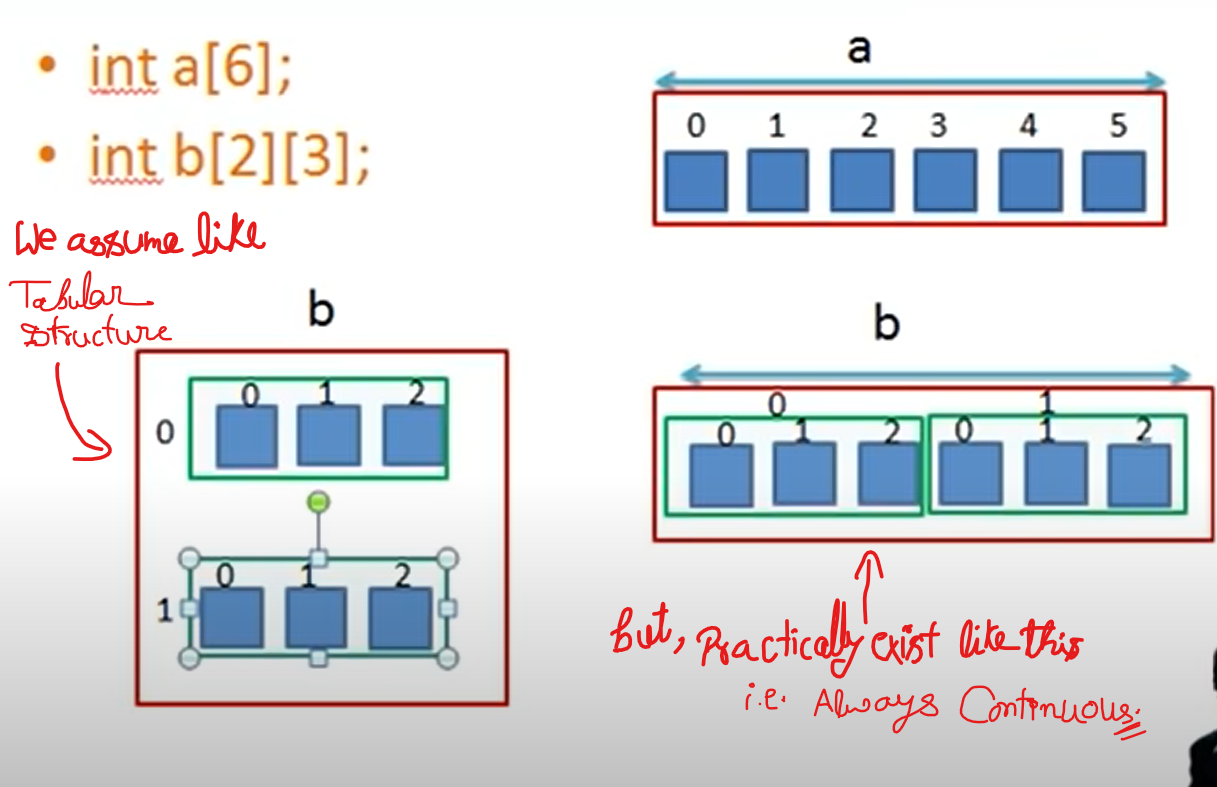 • int a[6];
• int b[2][3];
We assume like
Tabular
structure
a
0 1 2 3 4 5
b
0 1 2
0
0 1 2
1
b
0 1
0 1 2 0 1 2
but, Practically exist like this
i.e. Always Continuous.